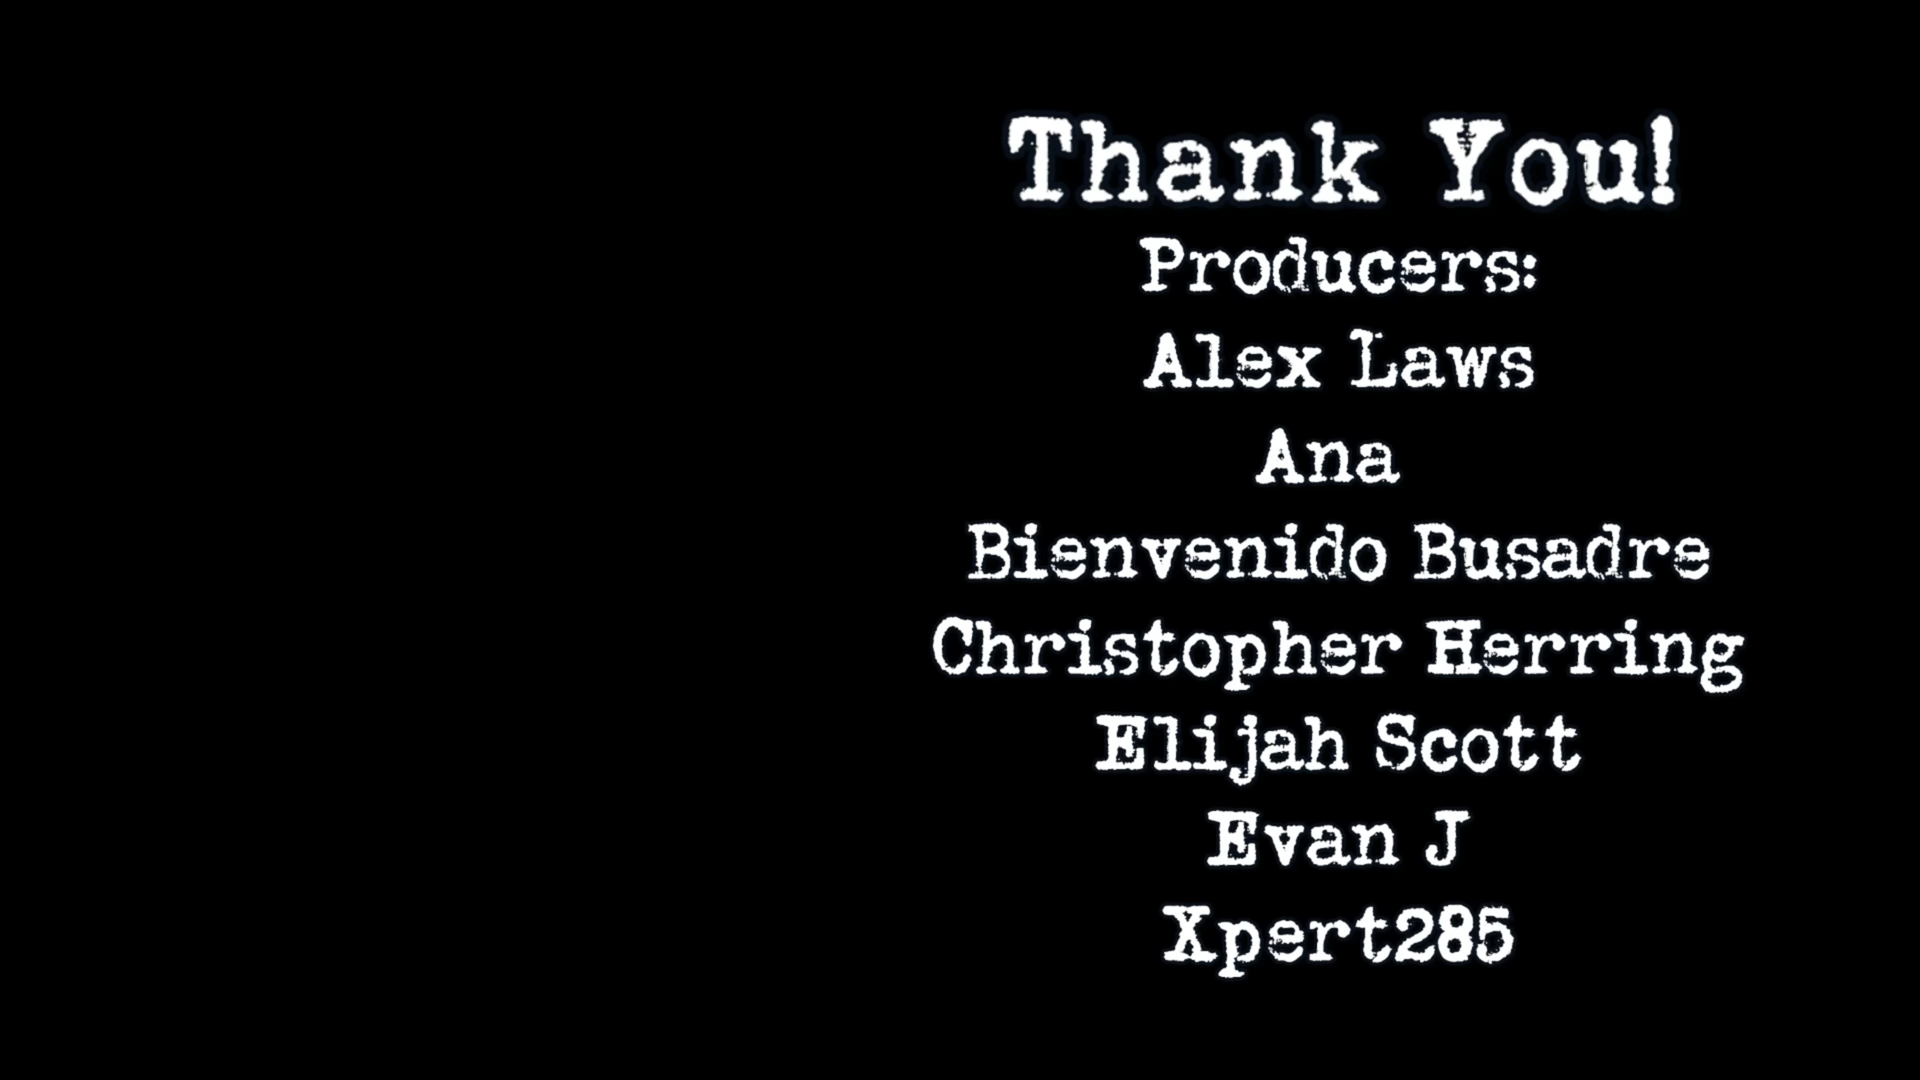 Thank You!
Producers:
Alex Laws
Ana
Bienvenido Busadre
Christopher Herring
Elijah Scott
Evan J
Xpert285